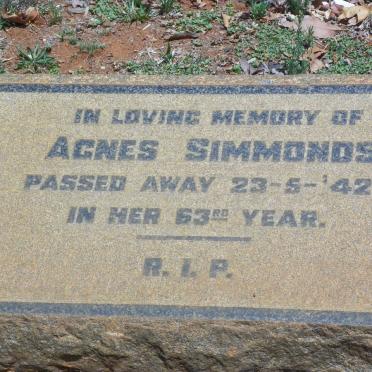 IN LOVING MEMORY OF
AGNES SIMMONDS
PASSED AWAY 23-5-'42
IN HER 63RD YEAR.
R.I.P.